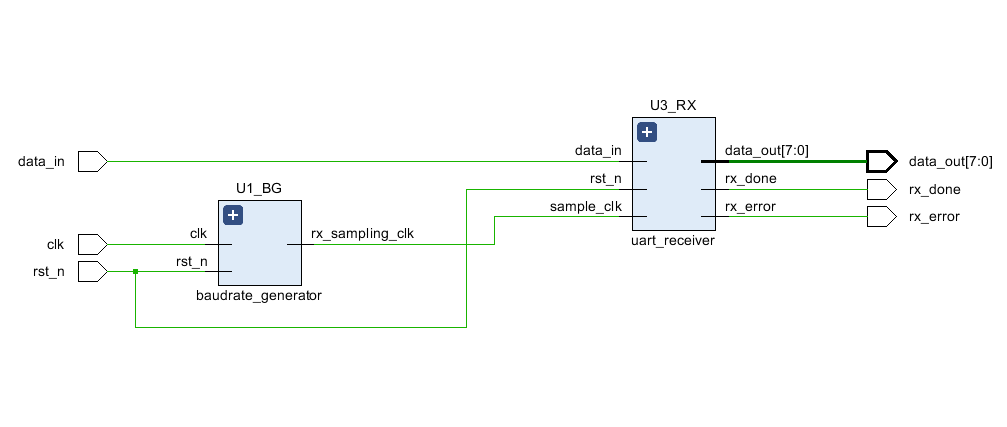 U3_RX
data_in
data_in
data_out[7:0]
data_out[7:0]
rst_n
rx_done
rx_done
U1_BG
sample_clk
rx_error
rx_error
clk
clk
rx_sampling_clk
uart_receiver
rst_n
rst_n
baudrate_generator